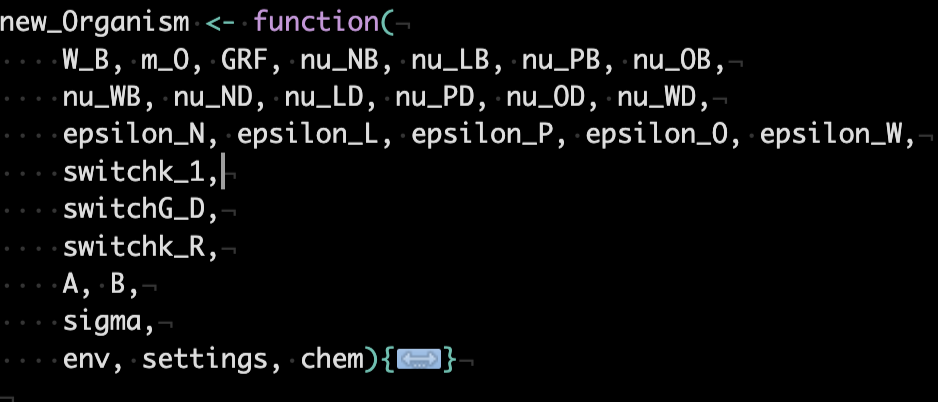 new_Organism <- function(
W_B, m_O, GRF, nu_NB, nu_LB, nu_PB, nu_OB,
nu_WB, nu_ND, nu_LD, nu_PD, nu_OD, nu_WD,
epsilon_N, epsilon_L, epsilon_P, epsilon_O, epsilon_W,
switchk_1,
switchG_D,
switchk_R,
A, B,
sigma,
env, settings, chem){...}